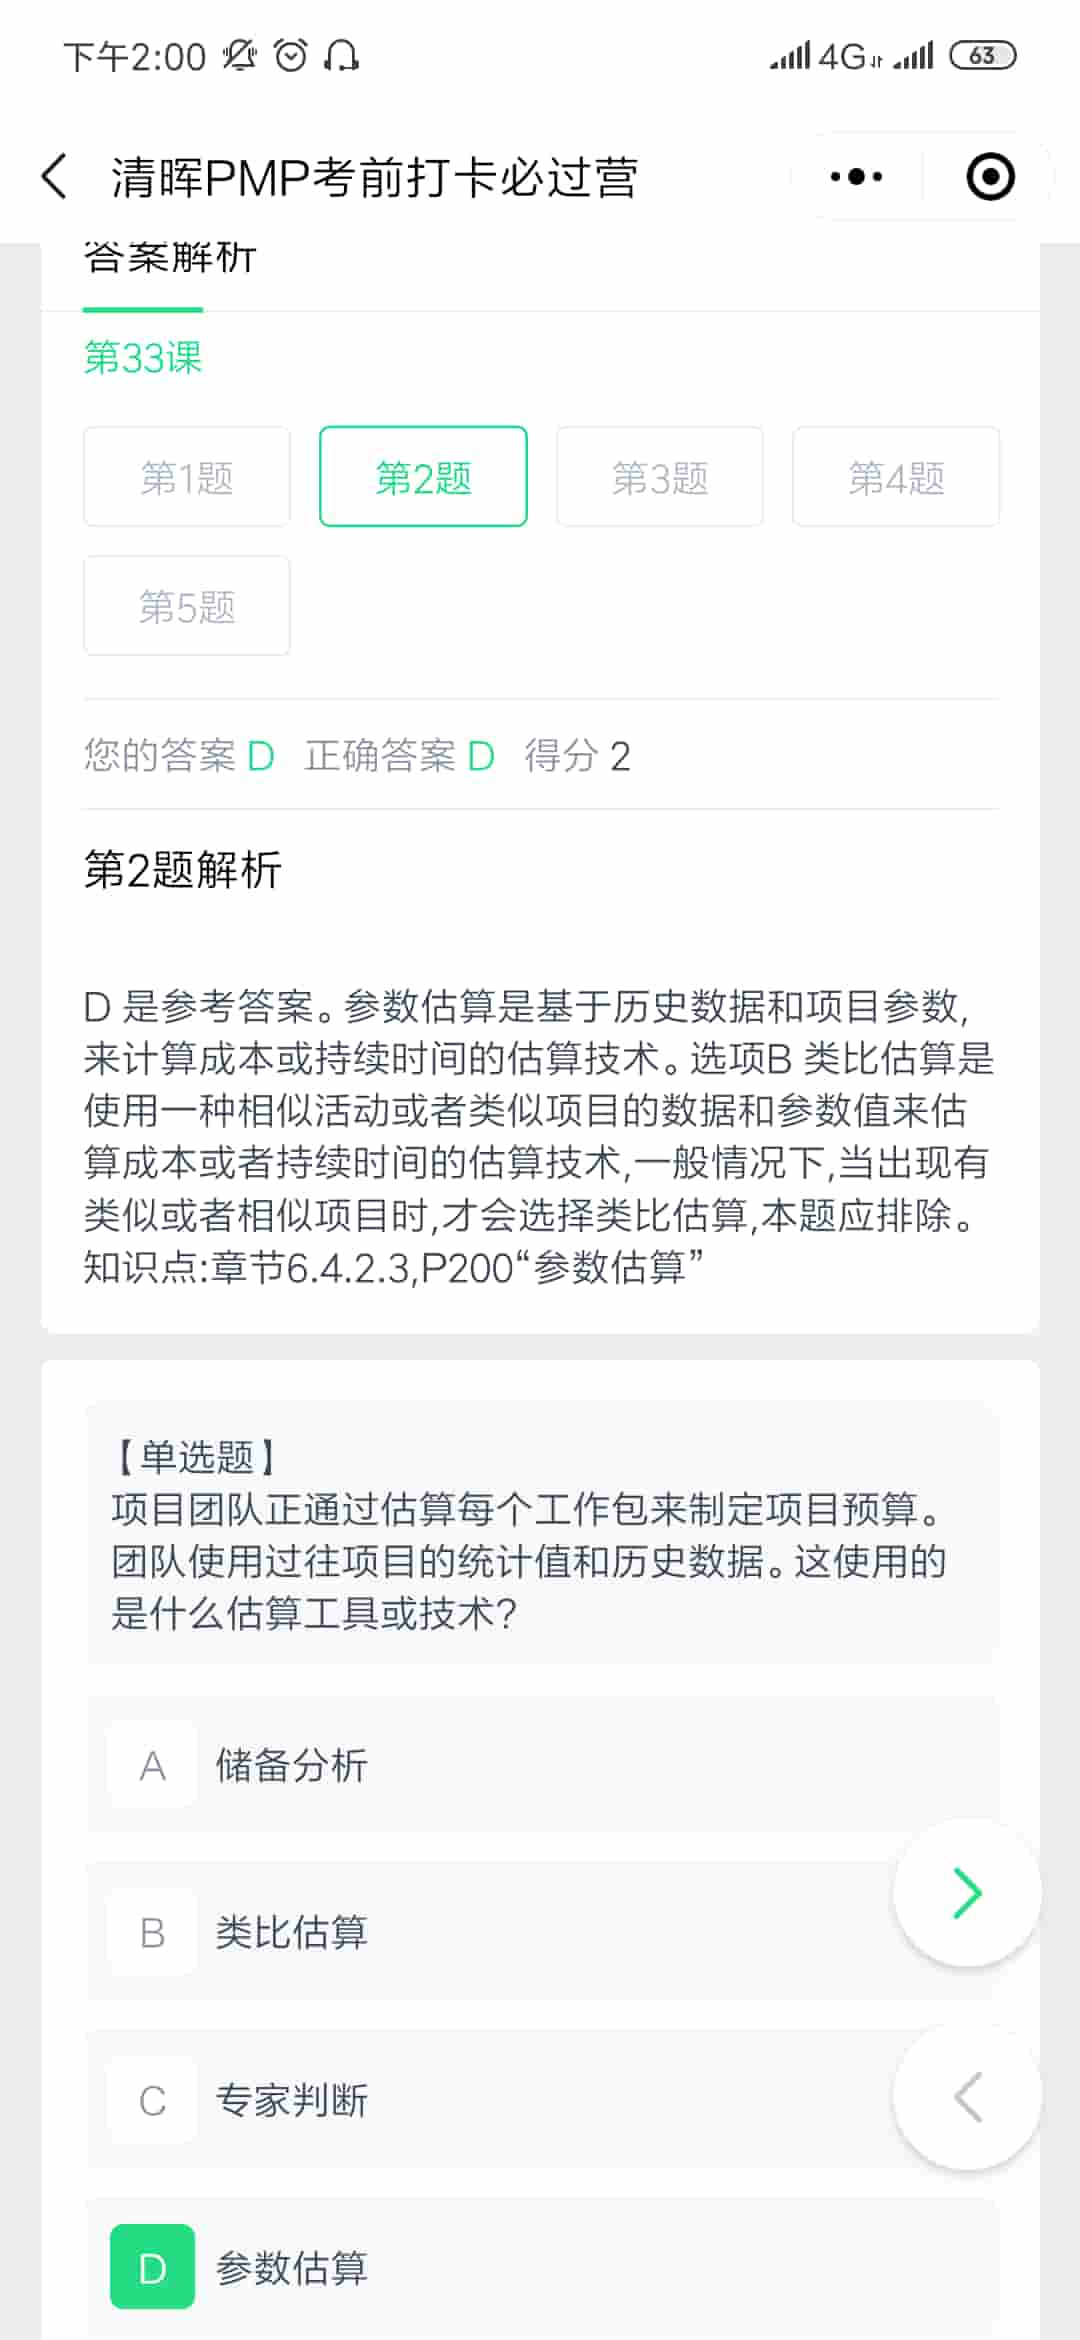 下午2:00 4G 63
清晖PMP考前打卡必过营
答案解析
第33课
第1题 第2题 第3题 第4题
第5题
您的答案 D 正确答案 D 得分 2
第2题解析
D 是参考答案。参数估算是基于历史数据和项目参数,
来计算成本或持续时间的估算技术。选项B 类比估算是
使用一种相似活动或者类似项目的数据和参数值来估
算成本或者持续时间的估算技术,一般情况下,当出现有
类似或者相似项目时,才会选择类比估算,本题应排除。
知识点:章节6.4.2.3,P200“参数估算”
【单选题】
项目团队正通过估算每个工作包来制定项目预算。
团队使用过往项目的统计值和历史数据。这使用的
是什么估算工具或技术?
A 储备分析
B 类比估算
C 专家判断
D 参数估算